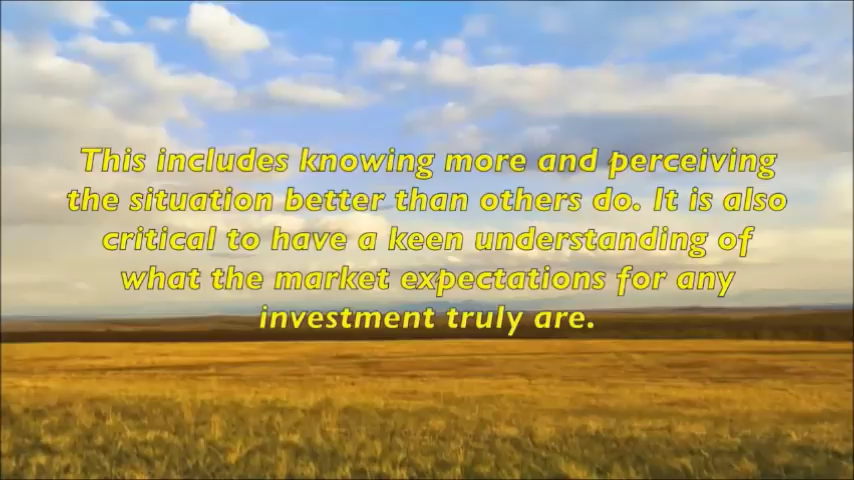 This includes knowing more and perceiving
the situation better than others do. It is also
critical to have a keen understanding of
what the market expectations for any
investment truly are.